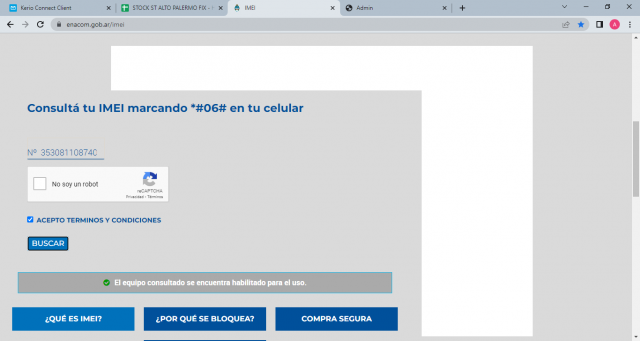 Kerio Connect Client
STOCK ST ALTO PALERMO FIX -
IMEI
Admin
enacom.gob.ar/imei
A
Consultá tu IMEI marcando *#06# en tu celular
Nº 353081108740
No soy un robot
reCAPTCHA
Privacidad - Términos
ACEPTO TERMINOS Y CONDICIONES
BUSCAR
El equipo consultado se encuentra habilitado para el uso.
¿QUÉ ES IMEI?
¿POR QUÉ SE BLOQUEA?
COMPRA SEGURA